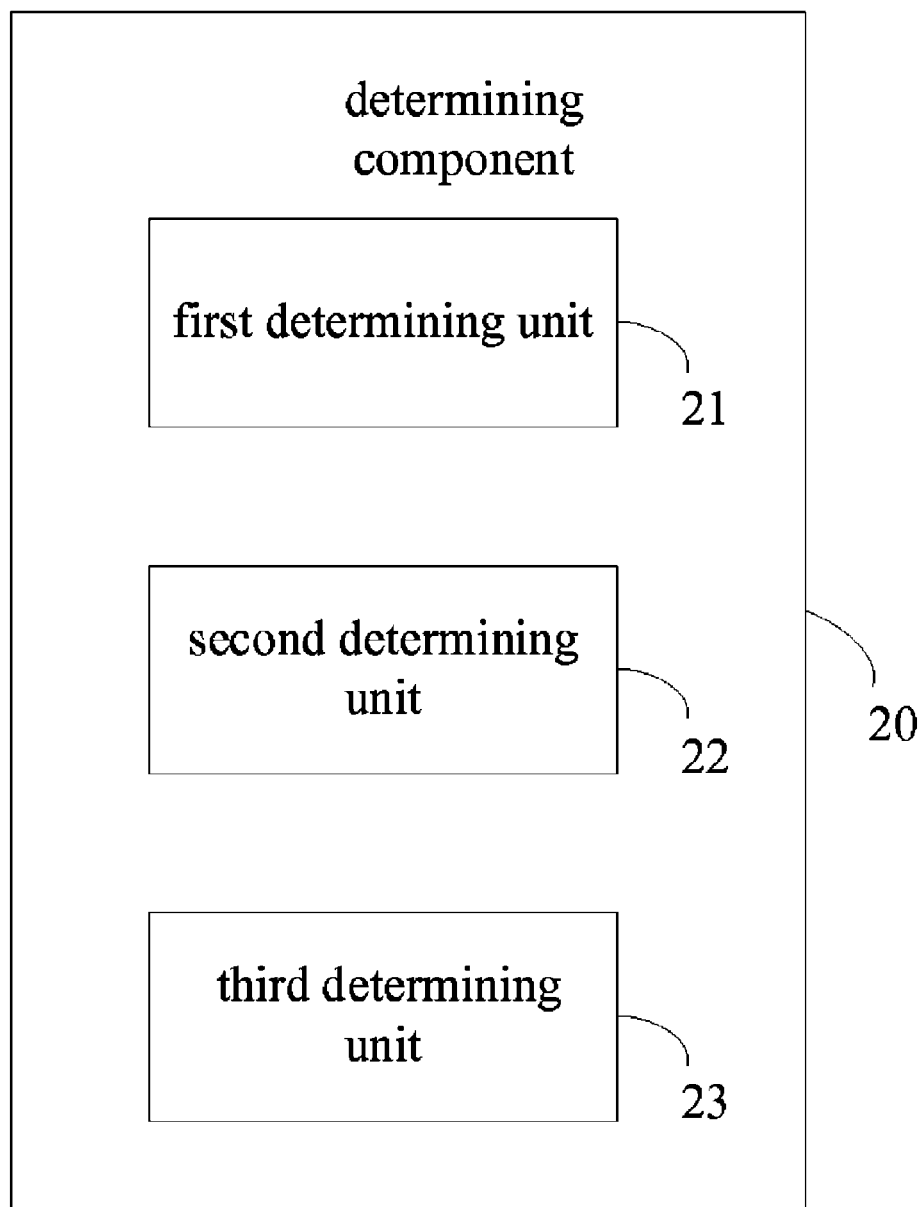 determining
component
first determining unit
21
second determining
unit
22
20
third determining
unit
23